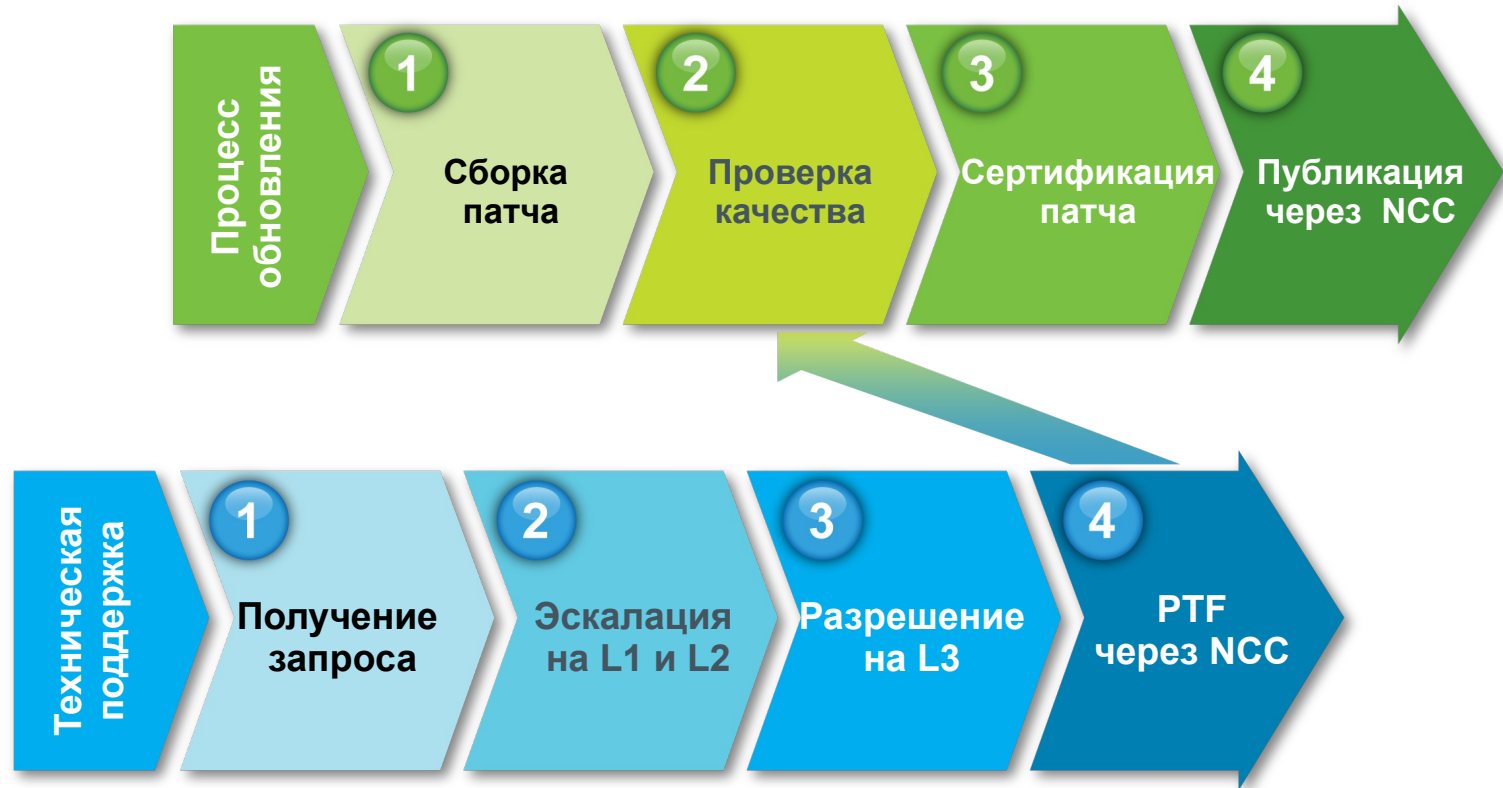 Процесс
обновления
1
Сборка
патча
2
Проверка
качества
3
Сертификация
патча
4
Публикация
через NCC
Техническая
поддержка
1
Получение
запроса
2
Эскалация
на L1 и L2
3
Разрешение
на L3
4
PTF
через NCC